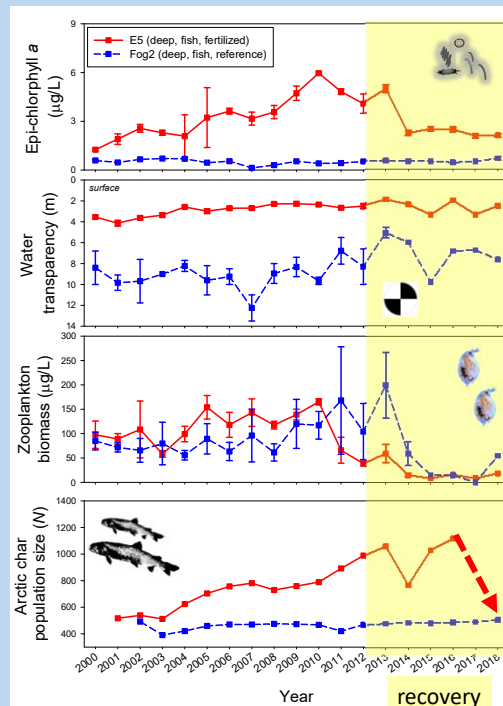 E5 (deep, fish, fertilized)
Fog2 (deep, fish, reference)
Epi-chlorophyll a
(µg/L)
9
6
3
0
surface
Water
transparency (m)
0
2
4
6
8
10
12
14
Zooplankton
biomass (µg/L)
300
250
200
150
100
50
0
Arctic char
population size (N)
1400
1200
1000
800
600
400
2000 2001 2002 2003 2004 2005 2006 2007 2008 2009 2010 2011 2012 2013 2014 2015 2016 2017 2018
Year
recovery